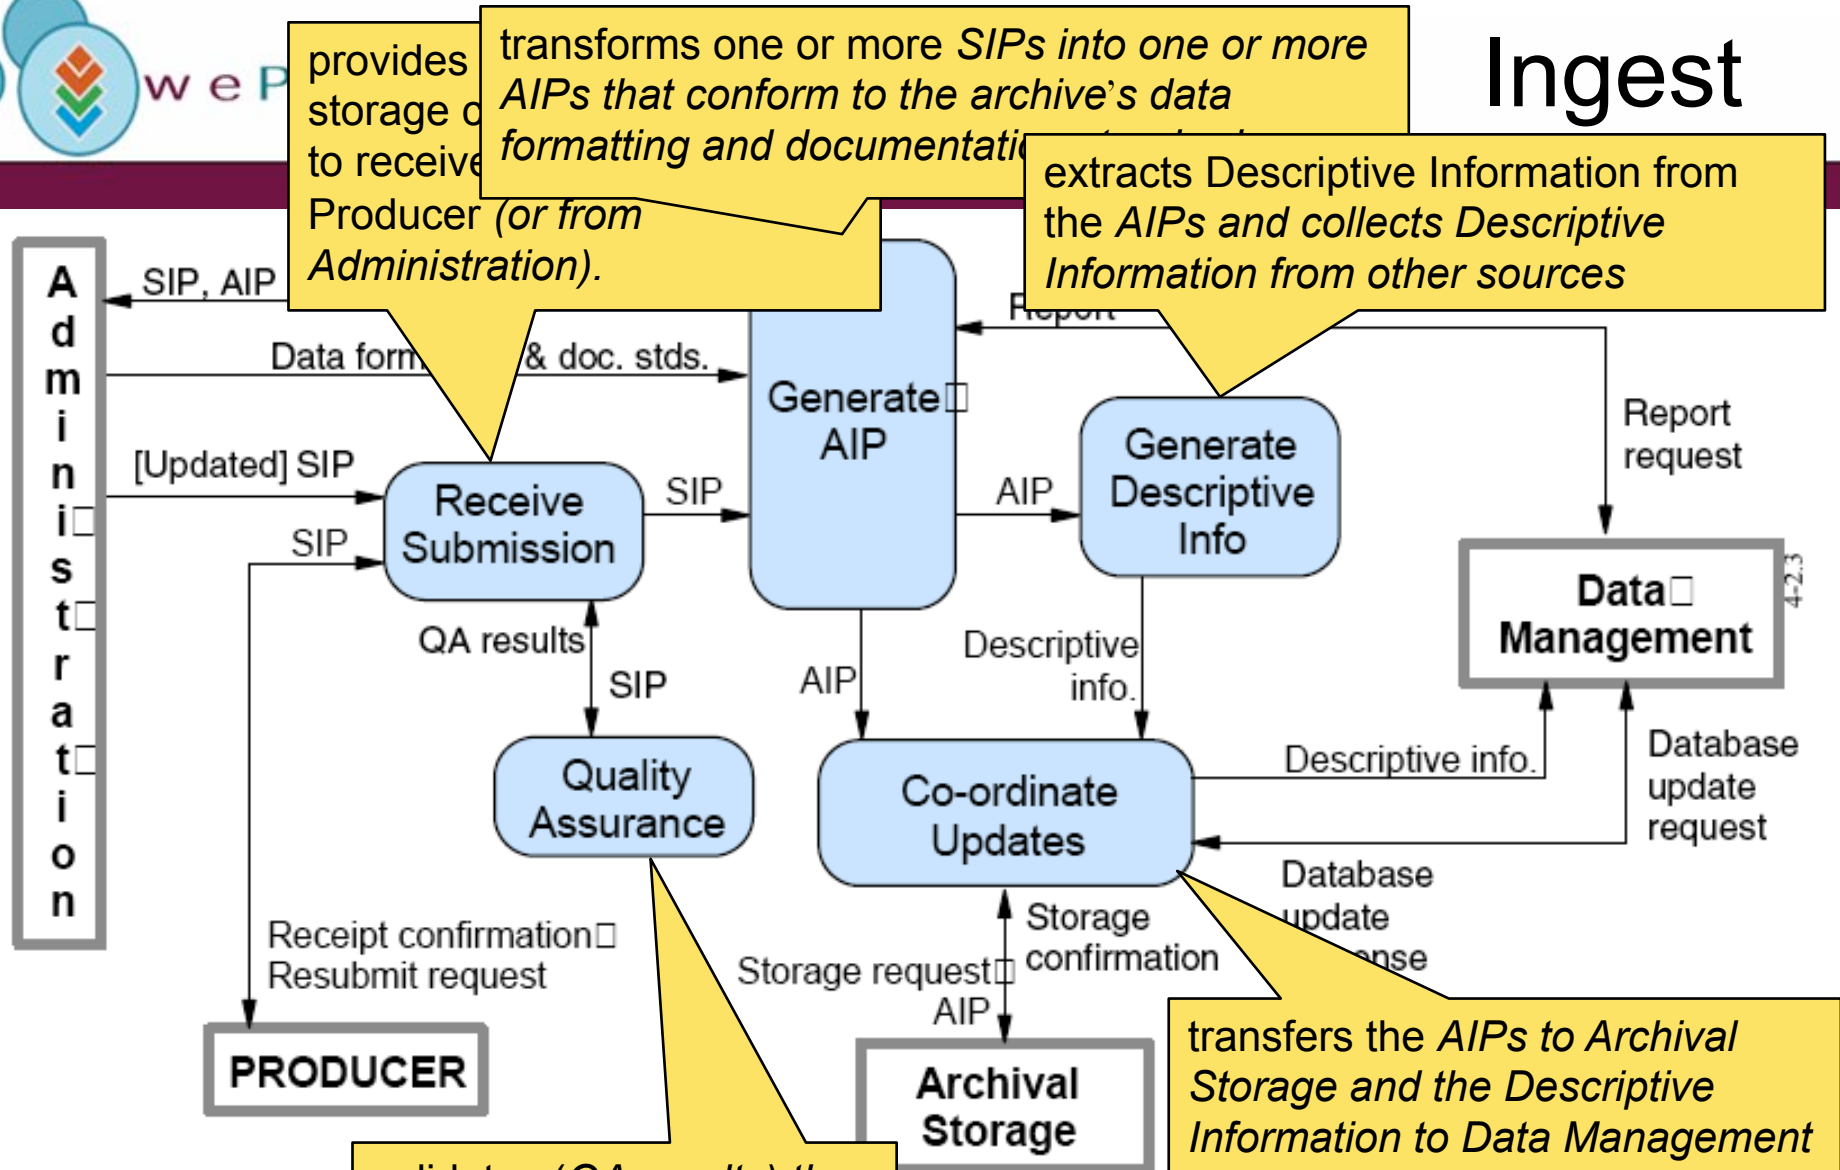 w e P
Ingest
provides
storage
to receive
Producer (or from
Administration).
transforms one or more SIPs into one or more
AIPs that conform to the archive’s data
formatting and
extracts Descriptive Information from
the AIPs and collects Descriptive
Information from other sources
Administration
SIP, AIP
Report
Data & doc. stds.
Generate
AIP
Generate
Descriptive
Info
Report
request
[Updated] SIP
Receive
Submission
SIP
AIP
SIP
Data
Management
4-2.3
QA results
SIP
AIP
Descriptive
info.
Quality
Assurance
Co-ordinate
Updates
Descriptive info.
Database
update
request
Database
update
Receipt confirmation
Resubmit request
Storage
confirmation
Storage request
AIP
PRODUCER
Archival
Storage
transfers the AIPs to Archival
Storage and the Descriptive
Information to Data Management